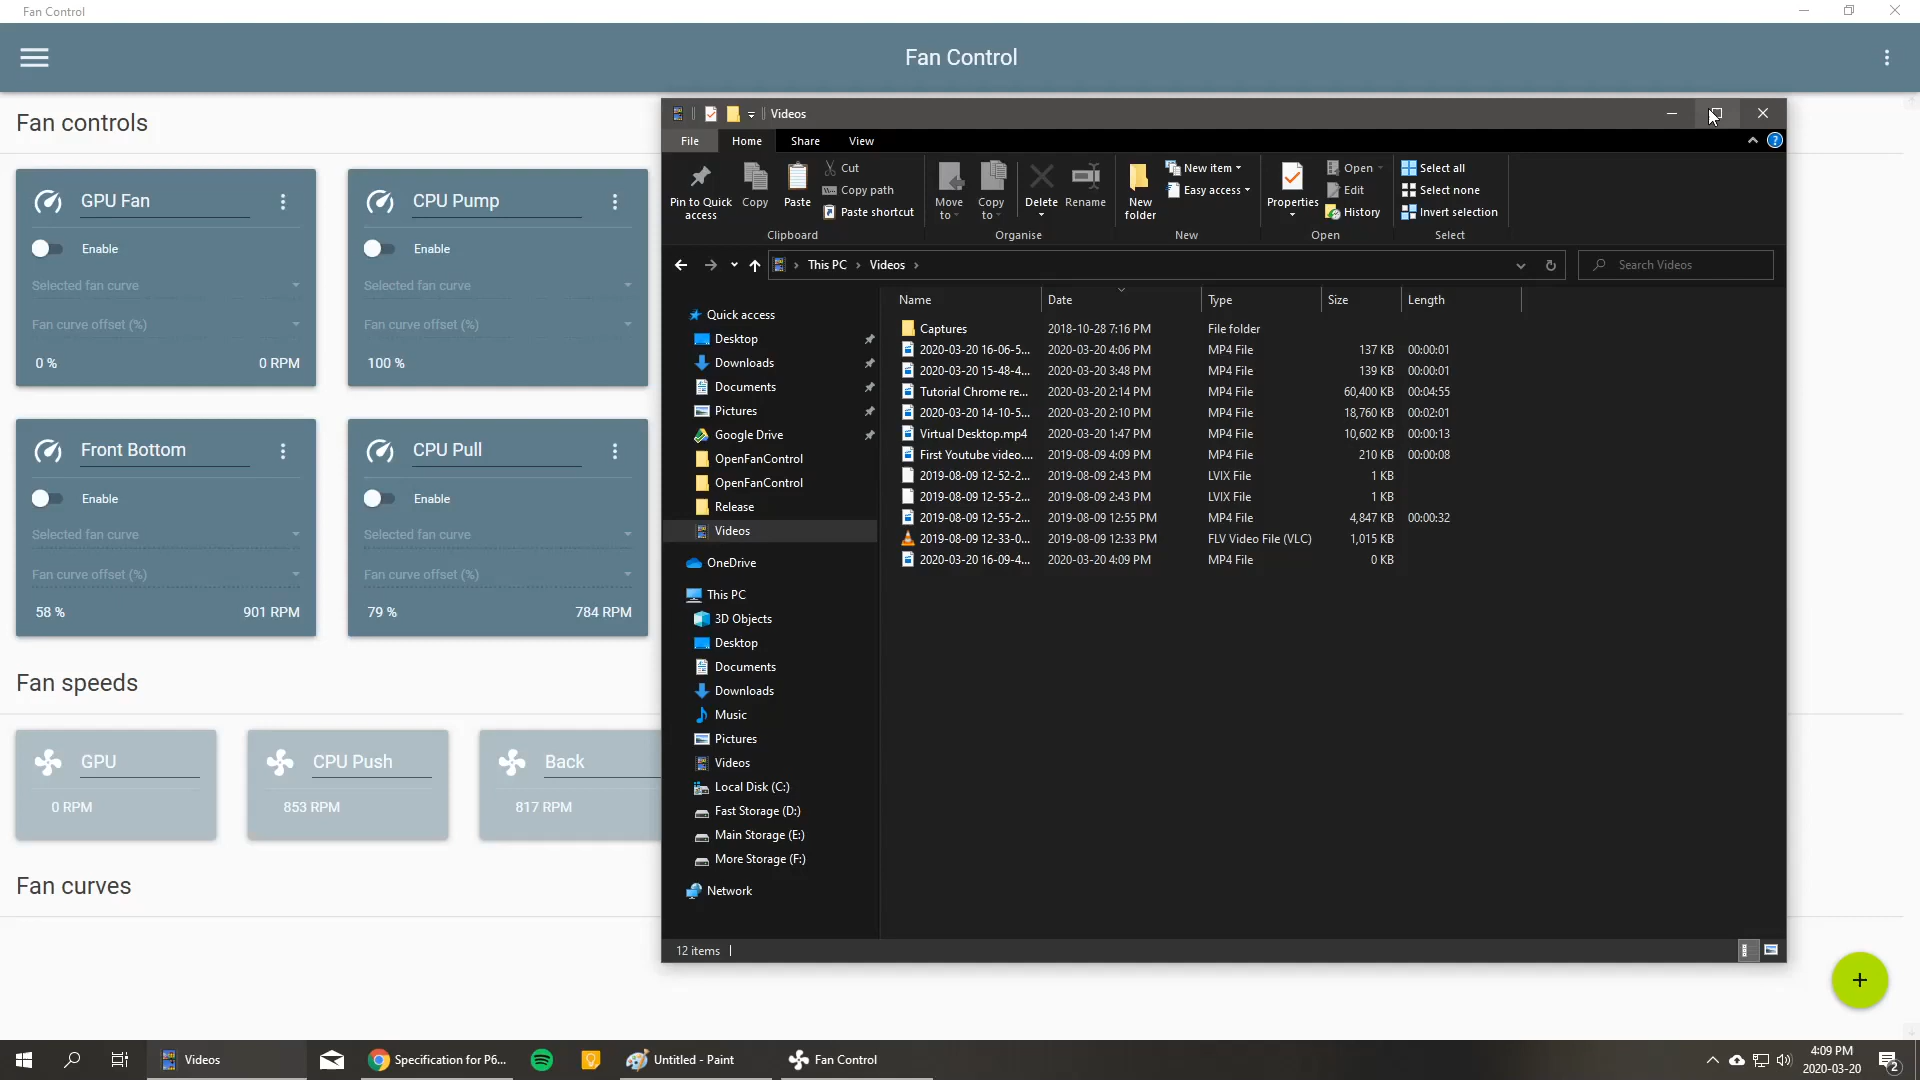 Fan Control
Fan Control
Fan controls
GPU Fan
Enable
Selected fan curve
Fan curve offset (%)
0 %
0 RPM
CPU Pump
Enable
Selected fan curve
Fan curve offset (%)
100 %
Front Bottom
Enable
Selected fan curve
Fan curve offset (%)
58 %
901 RPM
CPU Pull
Enable
Selected fan curve
Fan curve offset (%)
79 %
784 RPM
Fan speeds
GPU
0 RPM
CPU Push
853 RPM
Back
817 RPM
Fan curves
Videos
File Home Share View
Pin to Quick access
Copy
Paste
Cut
Copy path
Paste shortcut
Clipboard
Move to
Copy to
Delete
Rename
Organise
New folder
New item
Easy access
New
Properties
Open
Edit
History
Open
Select all
Select none
Invert selection
Select
This PC > Videos >
Search Videos
Quick access
Desktop
Downloads
Documents
Pictures
Google Drive
OpenFanControl
OpenFanControl
Release
Videos
OneDrive
This PC
3D Objects
Desktop
Documents
Downloads
Music
Pictures
Videos
Local Disk (C:)
Fast Storage (D:)
Main Storage (E:)
More Storage (F:)
Network
Name Date Type Size Length
Captures 2018-10-28 7:16 PM File folder
2020-03-20 16-06-5... 2020-03-20 4:06 PM MP4 File 137 KB 00:00:01
2020-03-20 15-48-4... 2020-03-20 3:48 PM MP4 File 139 KB 00:00:01
Tutorial Chrome re... 2020-03-20 2:14 PM MP4 File 60,400 KB 00:04:55
2020-03-20 14-10-5... 2020-03-20 2:10 PM MP4 File 18,760 KB 00:02:01
Virtual Desktop.mp4 2020-03-20 1:47 PM MP4 File 10,602 KB 00:00:13
First Youtube video.... 2019-08-09 4:09 PM MP4 File 210 KB 00:00:08
2019-08-09 12-52-2... 2019-08-09 2:43 PM LVIX File 1 KB
2019-08-09 12-55-2... 2019-08-09 2:43 PM LVIX File 1 KB
2019-08-09 12-55-2... 2019-08-09 12:55 PM MP4 File 4,847 KB 00:00:32
2019-08-09 12-33-0... 2019-08-09 12:33 PM FLV Video File (VLC) 1,015 KB
2020-03-20 16-09-4... 2020-03-20 4:09 PM MP4 File 0 KB
12 items
Videos
Specification for P6...
Untitled - Paint
Fan Control
4:09 PM
2020-03-20
2